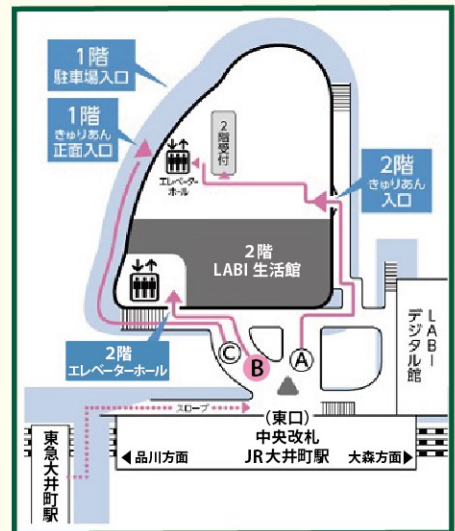 1階
駐車場入口
1階
きゅりあん
正面入口
2階受付
エレベーター
ホール
2階
きゅりあん
入口
2階
LABI 生活館
2階
エレベーターホール
C
B
A
LABI
デジタル館
スロープ
(東口)
中央改札
JR大井町駅
◀品川方面
大森方面▶
東急大井町駅